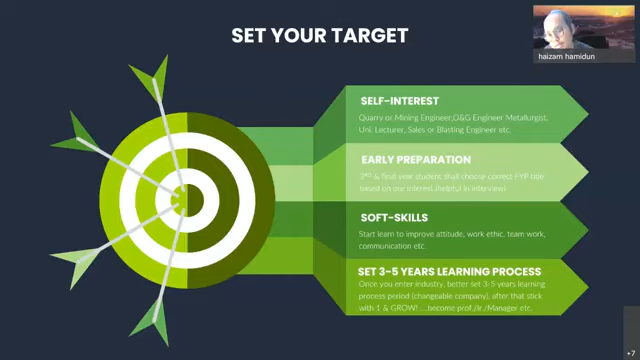 SET YOUR TARGET
haizam hamidun
SELF-INTEREST
Quarry or Mining Engineer,O&G Engineer Metallurgist,
Uni. Lecturer, Sales or Blasting Engineer etc.
EARLY PREPARATION
3RD & final year student shall choose correct FYP title
based on our interest (helpful in interview)
SOFT-SKILLS
Start learn to improve attitude, work ethic, team work,
communication etc.
SET 3-5 YEARS LEARNING PROCESS
Once you enter industry, better set 3-5 years learning
process period (changeable company), after that stick
with 1 & GROW! ....become prof./Ir./Manager etc.
+7